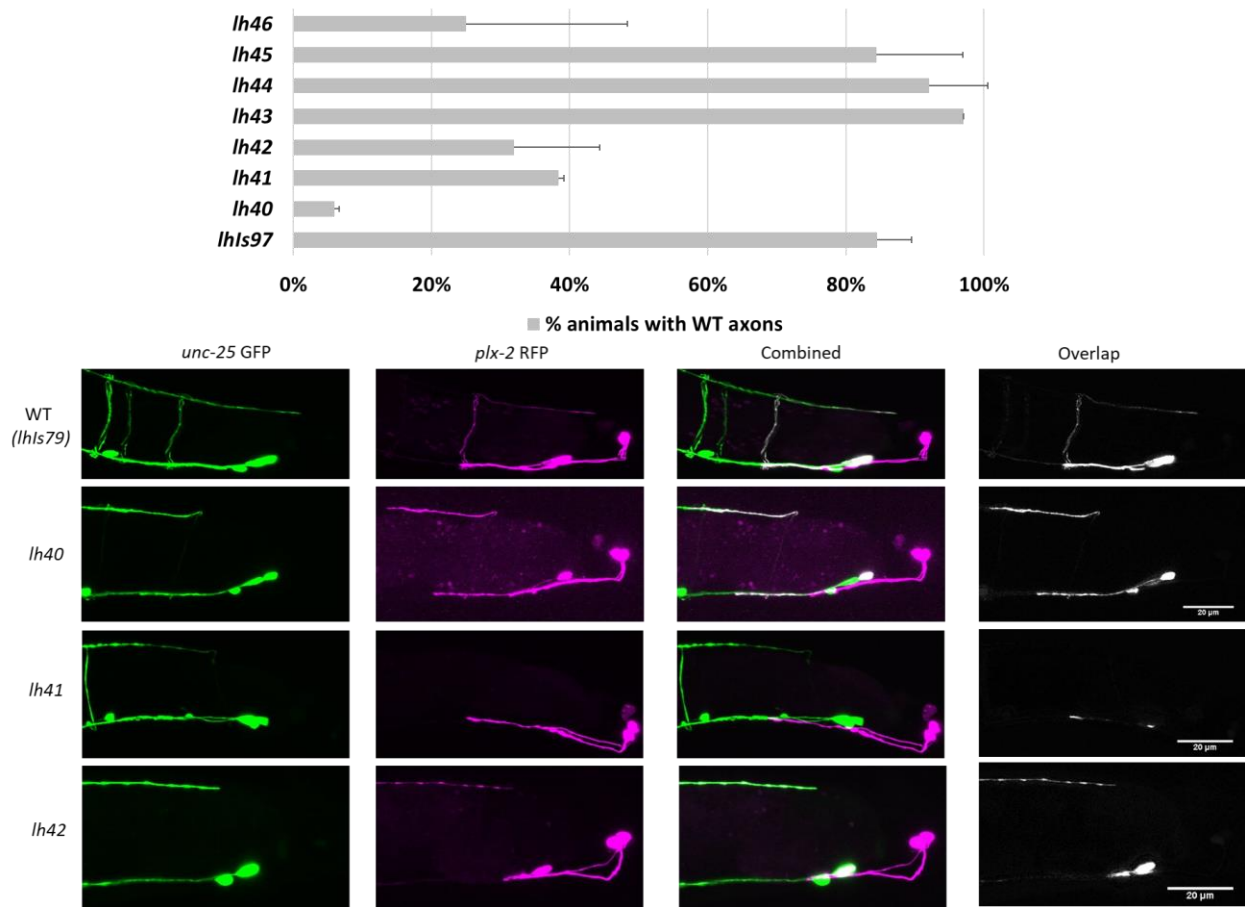 lh46
lh45
lh44
lh43
lh42
lh41
lh40
lhIs97
0% 20% 40% 60% 80% 100%
% animals with WT axons
unc-25 GFP plx-2 RFP Combined Overlap
WT
(lhIs79)
lh40
20 µm
lh41
20 µm
lh42
20 µm